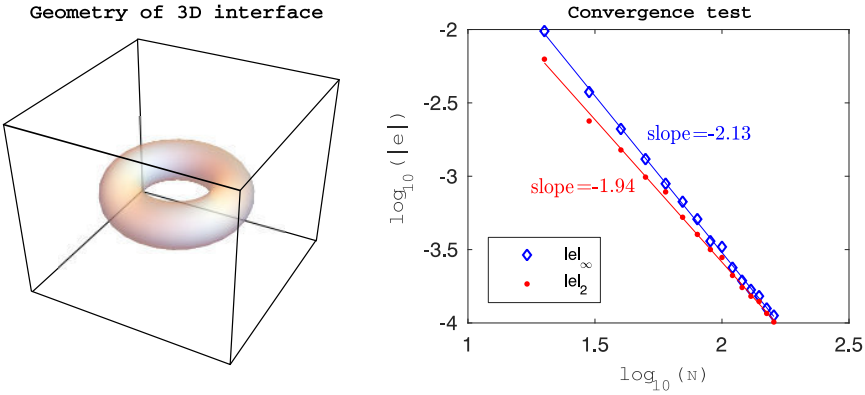 Geometry of 3D interface
Convergence test
-2
-2.5
-3
-3.5
-4
log10(|e|)
slope=-2.13
slope=-1.94
|e|∞
|e|2
1
1.5
2
2.5
log10(N)